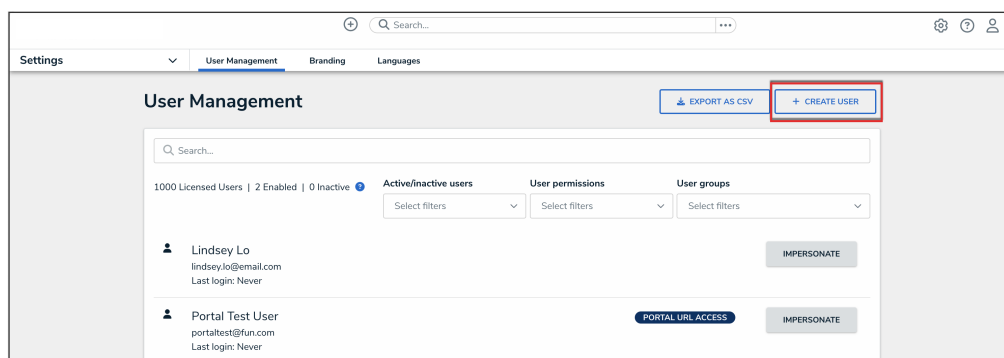 Search...
Settings
User Management
Branding
Languages
User Management
EXPORT AS CSV
+ CREATE USER
Search...
1000 Licensed Users | 2 Enabled | 0 Inactive ?
Active/inactive users
User permissions
User groups
Select filters
Select filters
Select filters
Lindsey Lo
lindsey.lo@email.com
Last login: Never
IMPERSONATE
Portal Test User
portaltest@fun.com
Last login: Never
PORTAL URL ACCESS
IMPERSONATE